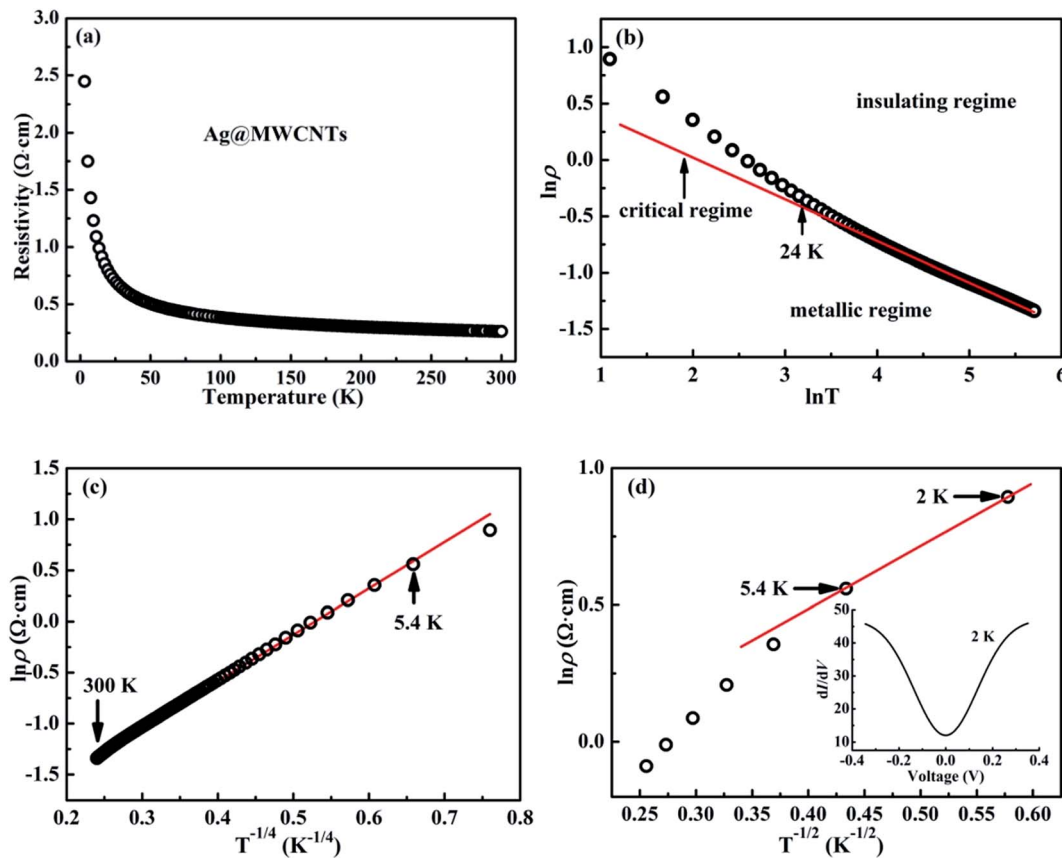 (a)
Ag@MWCNTs
Resistivity (Ω·cm)
3.0
2.5
2.0
1.5
1.0
0.5
0.0
0 50 100 150 200 250 300
Temperature (K)
(b)
insulating regime
critical regime
24 K
metallic regime
lnρ
1.0
0.5
0.0
-0.5
-1.0
-1.5
1 2 3 4 5 6
lnT
(c)
300 K
5.4 K
lnρ (Ω·cm)
1.5
1.0
0.5
0.0
-0.5
-1.0
-1.5
0.2 0.3 0.4 0.5 0.6 0.7 0.8
T⁻¹/⁴ (K⁻¹/⁴)
(d)
2 K
5.4 K
lnρ (Ω·cm)
1.0
0.5
0.0
0.25 0.30 0.35 0.40 0.45 0.50 0.55 0.60
T⁻¹/² (K⁻¹/²)
2 K
dI/dV
50
40
30
20
10
-0.4 -0.2 0.0 0.2 0.4
Voltage (V)